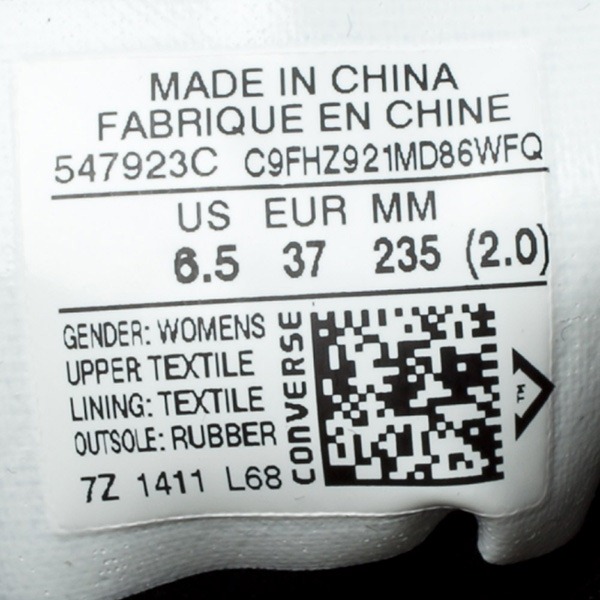 MADE IN CHINA
FABRIQUE EN CHINE
547923C C9FHZ921MD86WFQ
US EUR MM
6.5 37 235 (2.0)
GENDER: WOMENS
UPPER TEXTILE
LINING: TEXTILE
OUTSOLE: RUBBER
7Z 1411 L68
CONVERSE
TM